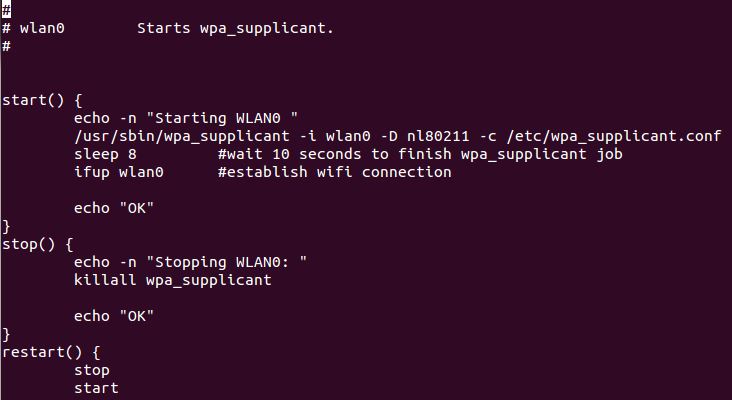 #
# wlan0        Starts wpa_supplicant.
#
start() {
        echo -n "Starting WLAN0 "
        /usr/sbin/wpa_supplicant -i wlan0 -D nl80211 -c /etc/wpa_supplicant.conf
        sleep 8         #wait 10 seconds to finish wpa_supplicant job
        ifup wlan0      #establish wifi connection
        echo "OK"
}
stop() {
        echo -n "Stopping WLAN0: "
        killall wpa_supplicant
        echo "OK"
}
restart() {
        stop
        start